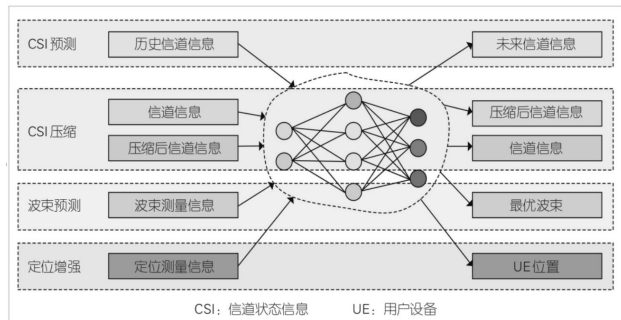 CSI 预测 历史信道信息 未来信道信息
信道信息 压缩后信道信息
CSI 压缩
压缩后信道信息 信道信息
波束预测 波束测量信息 最优波束
定位增强 定位测量信息 UE 位置
CSI：信道状态信息 UE：用户设备